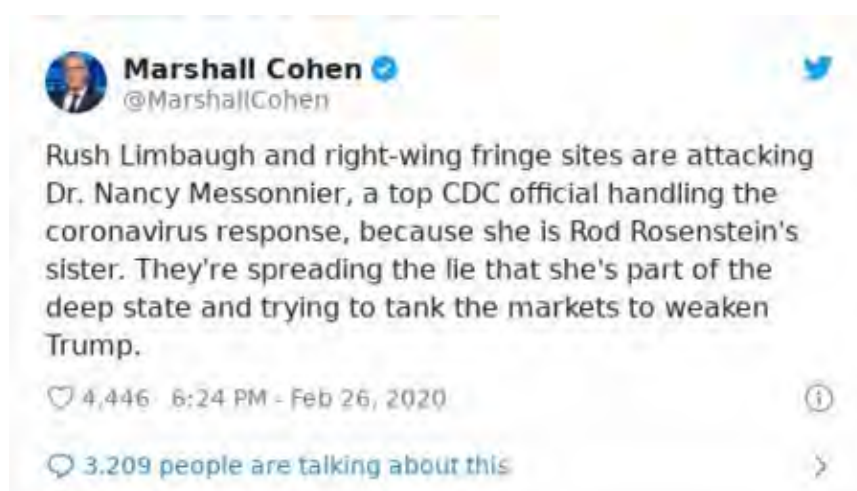 Marshall Cohen
@MarshallCohen
Rush Limbaugh and right-wing fringe sites are attacking
Dr. Nancy Messonnier, a top CDC official handling the
coronavirus response, because she is Rod Rosenstein's
sister. They're spreading the lie that she's part of the
deep state and trying to tank the markets to weaken
Trump.
4,446 6:24 PM - Feb 26, 2020
3.209 people are talking about this